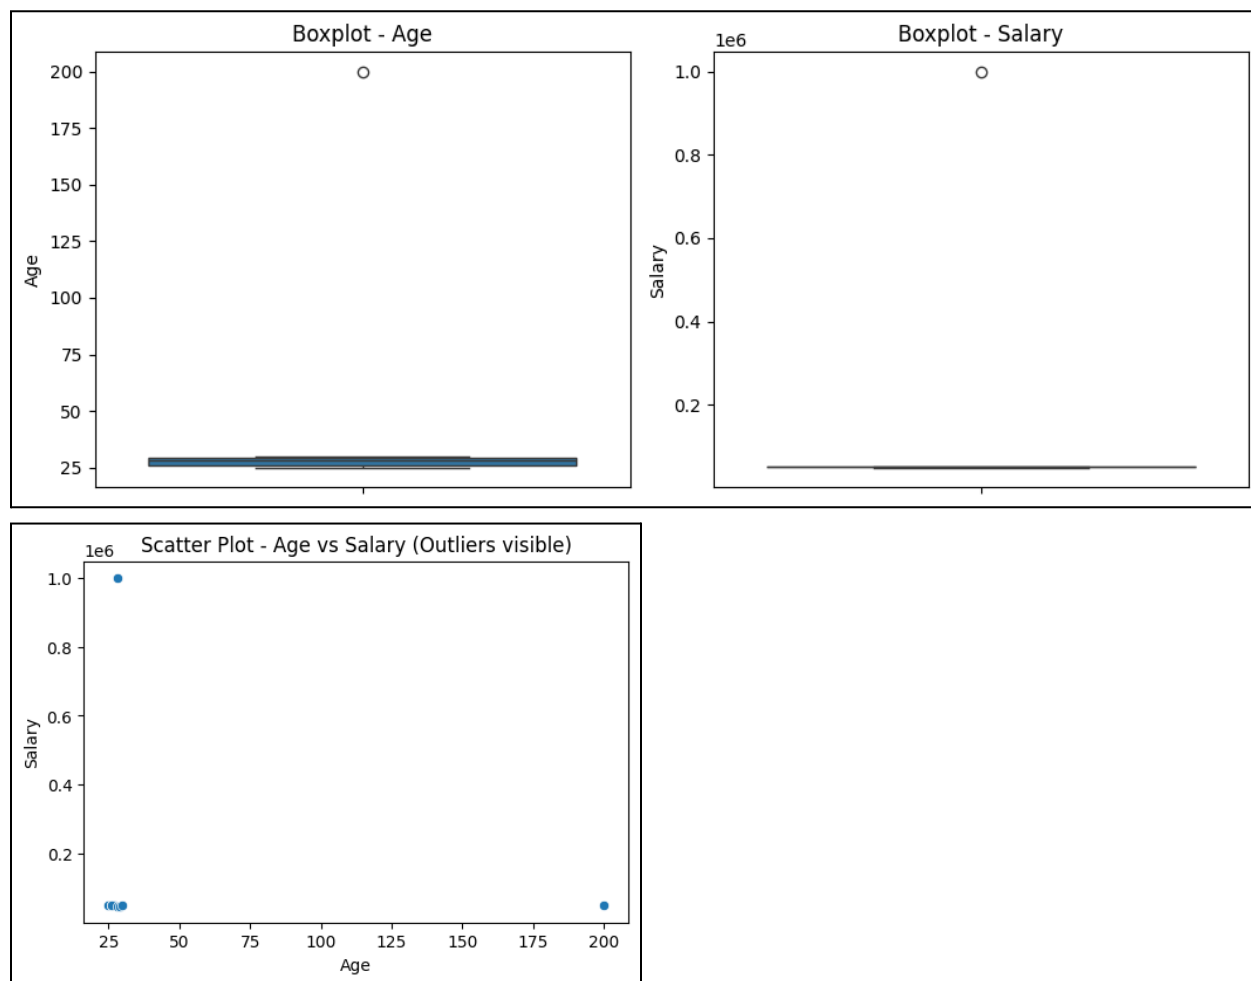 Boxplot - Age
200
175
150
125
100
75
50
25
Age
Boxplot - Salary
1e6
1.0
0.8
0.6
0.4
0.2
Salary
Scatter Plot - Age vs Salary (Outliers visible)
1e6
1.0
0.8
0.6
0.4
0.2
Salary
25 50 75 100 125 150 175 200
Age